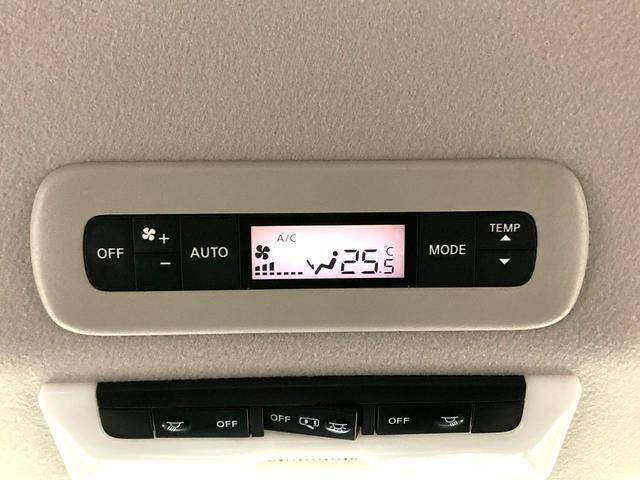 OFF
+
−
AUTO
A/C
25.5 °C
MODE
TEMP
OFF
OFF
OFF